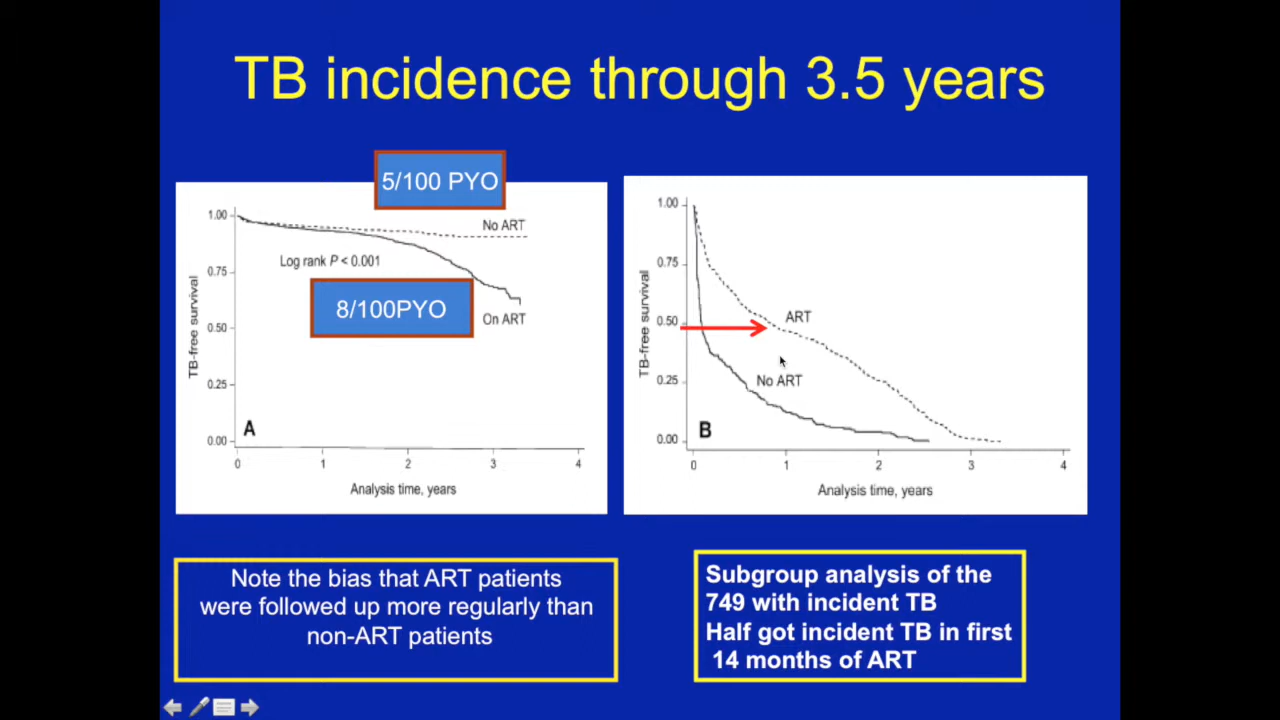 TB incidence through 3.5 years
5/100 PYO
1.00
0.75
0.50
0.25
0.00
TB-free survival
No ART
Log rank P < 0.001
8/100PYO
On ART
A
0 1 2 3 4
Analysis time, years
1.00
0.75
0.50
0.25
0.00
TB-free survival
ART
No ART
B
0 1 2 3 4
Analysis time, years
Note the bias that ART patients
were followed up more regularly than
non-ART patients
Subgroup analysis of the
749 with incident TB
Half got incident TB in first
14 months of ART